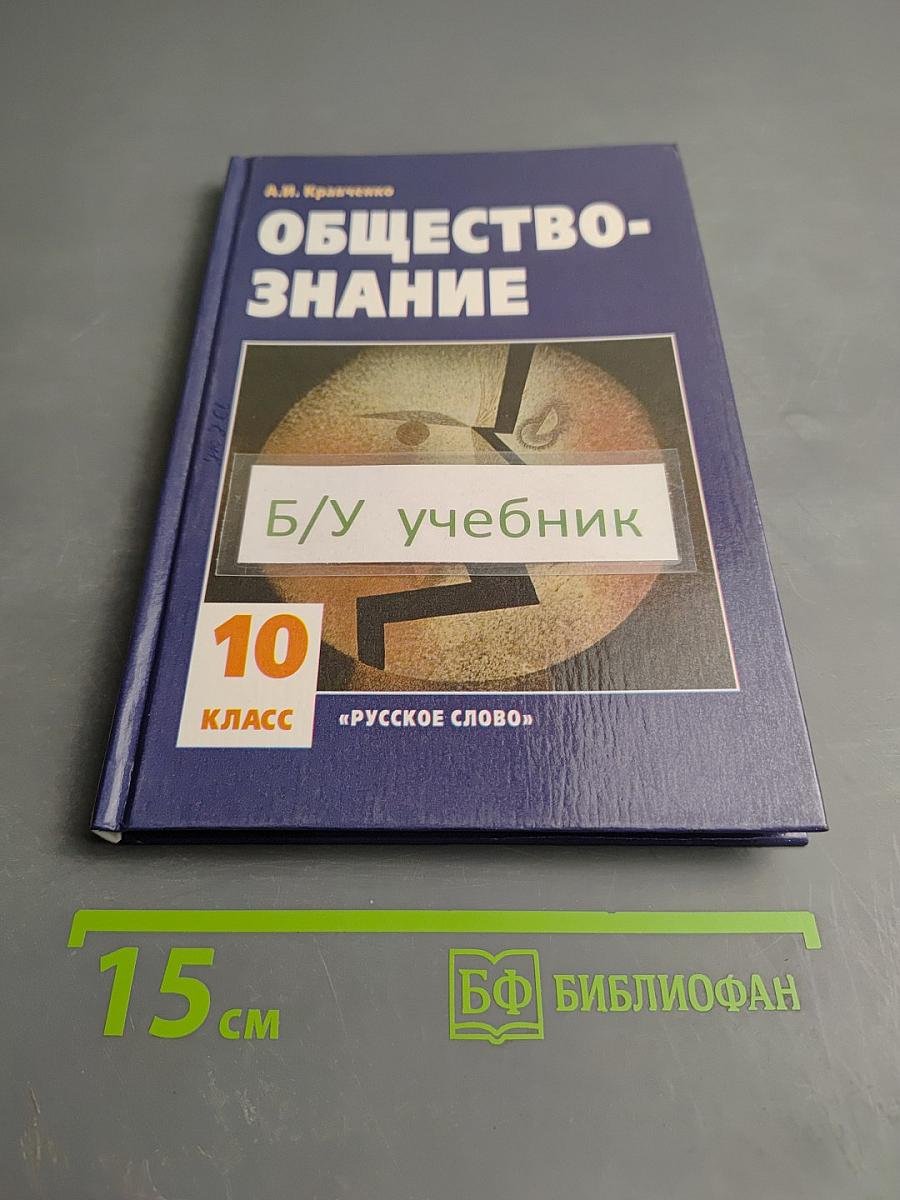 А.И. Кравченко
ОБЩЕСТВО-
ЗНАНИЕ
Б/У учебник
10
КЛАСС
«РУССКОЕ СЛОВО»
15 см
БФ БИБЛИОФАН